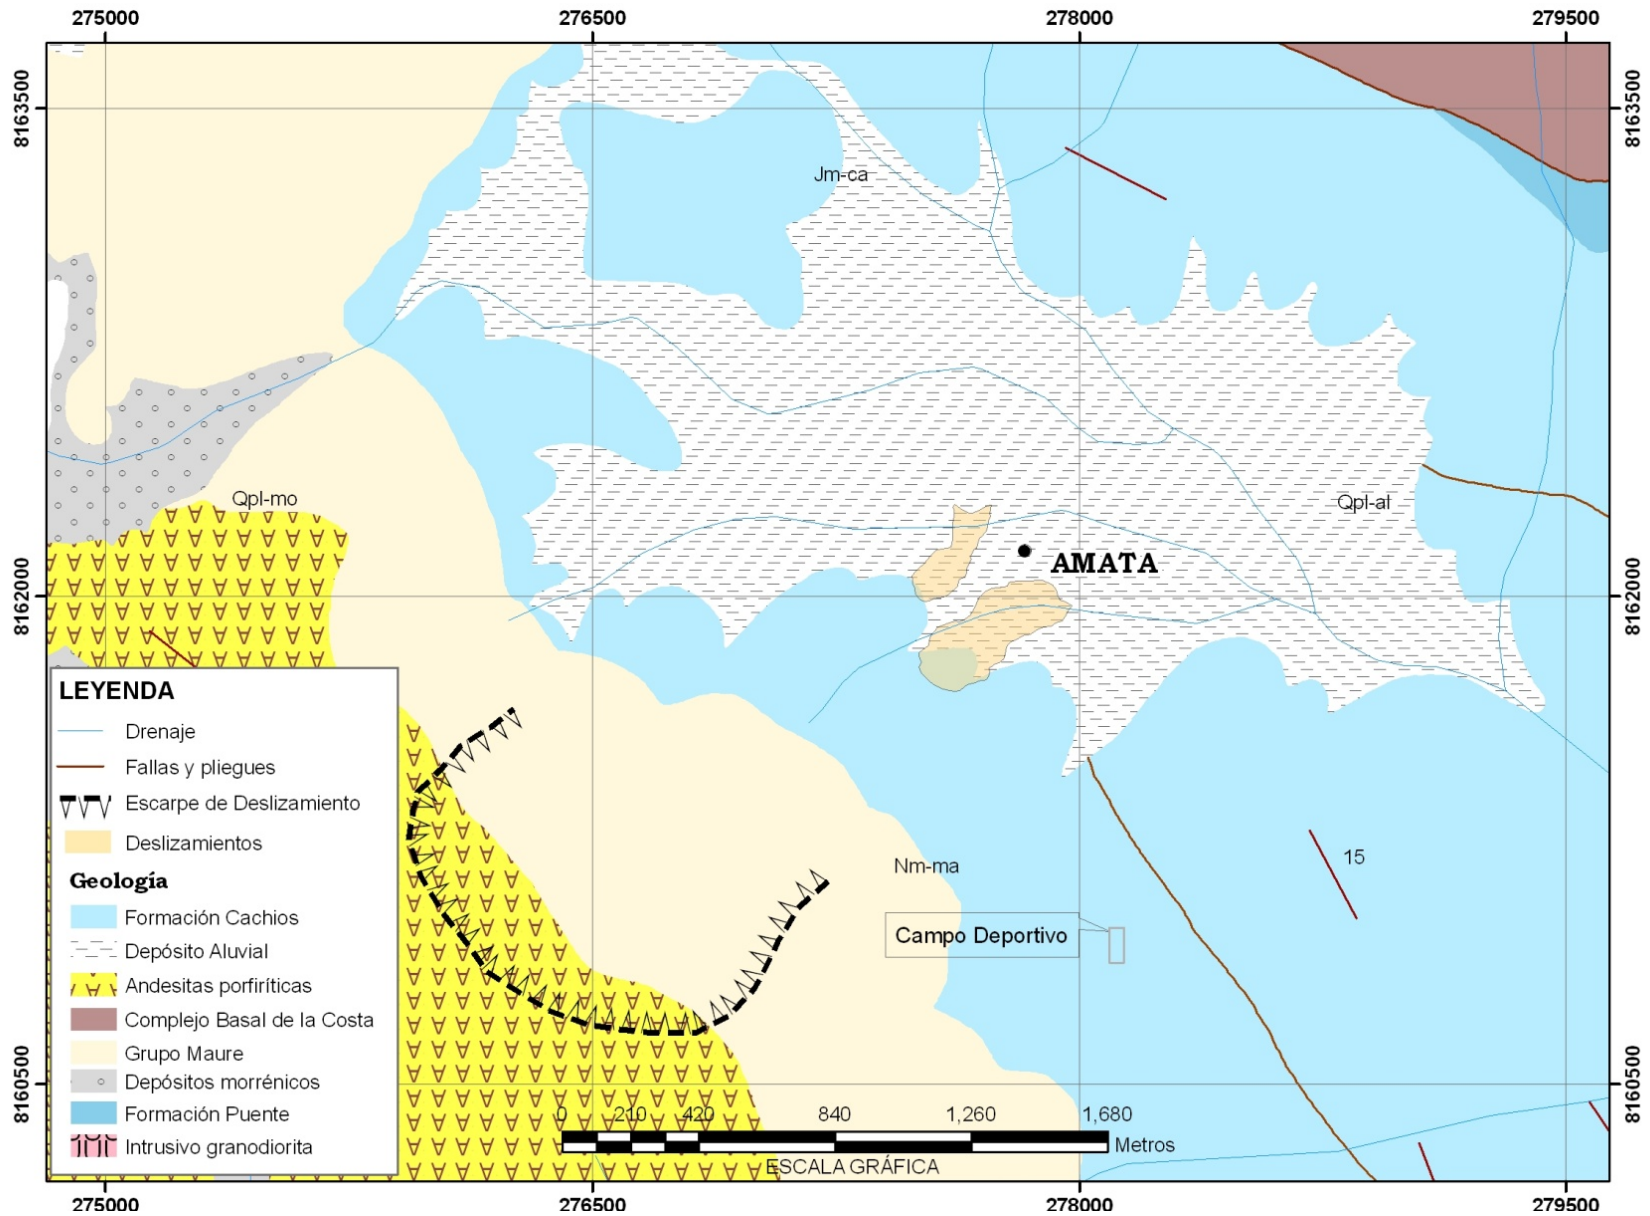 275000
276500
278000
279500
8163500
8163500
Jm-ca
Qpl-mo
Qpl-al
AMATA
8162000
8162000
LEYENDA
Drenaje
Fallas y pliegues
Escarpe de Deslizamiento
Deslizamientos
Geología
Formación Cachios
Depósito Aluvial
Andesitas porfiríticas
Complejo Basal de la Costa
Grupo Maure
Depósitos morrénicos
Formación Puente
Intrusivo granodiorita
Nm-ma
15
Campo Deportivo
8160500
8160500
0 210 420 840 1,260 1,680
Metros
ESCALA GRÁFICA
275000
276500
278000
279500